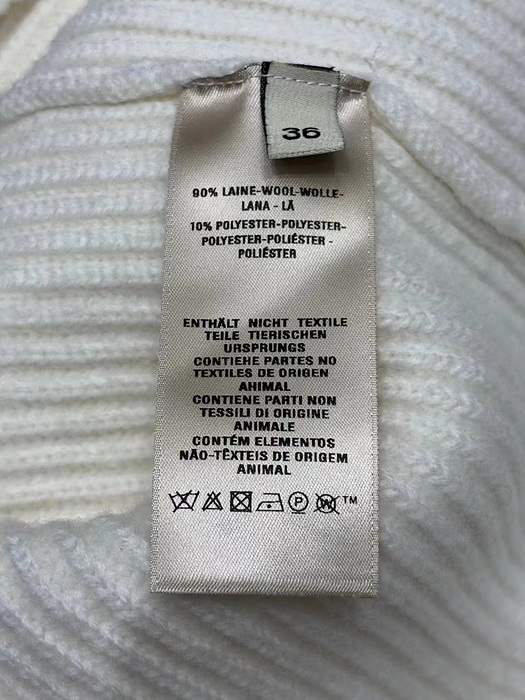 36
90% LAINE-WOOL-WOLLE-
LANA - LÃ
10% POLYESTER-POLYESTER-
POLYESTER-POLIÉSTER -
POLIÉSTER
ENTHÄLT NICHT TEXTILE
TEILE TIERISCHEN
URSPRUNGS
CONTIEHE PARTES NO
TEXTILES DE ORIGEN
AHIMAL
CONTIENE PARTI NON
TESSILI DI ORIGINE
ANIMALE
CONTÉM ELEMENTOS
NÃO-TÊXTEIS DE ORIGEM
ANIMAL
P W TM